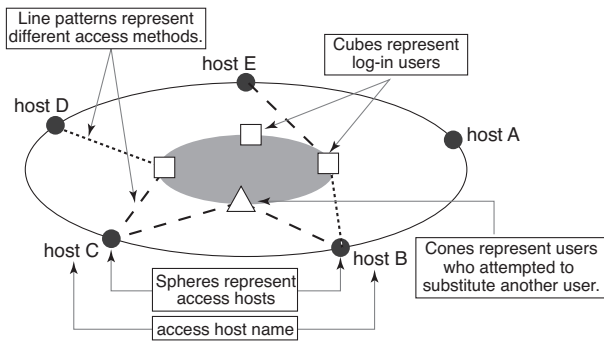 Line patterns represent
different access methods.
Cubes represent
log-in users
host E
host D
host A
host C
host B
Spheres represent
access hosts
Cones represent users
who attempted to
substitute another user.
access host name